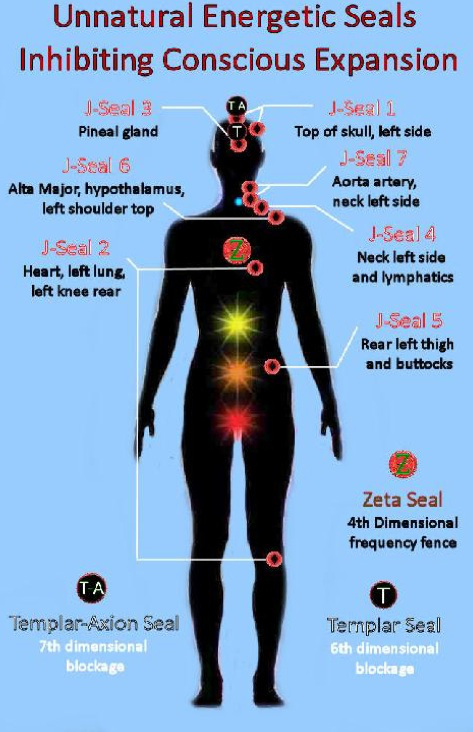 Unnatural Energetic Seals
Inhibiting Conscious Expansion
T A
T
J-Seal 3
Pineal gland
J-Seal 1
Top of skull, left side
J-Seal 6
Alta Major, hypothalamus,
left shoulder top
J-Seal 7
Aorta artery,
neck left side
J-Seal 2
Heart, left lung,
left knee rear
Z
J-Seal 4
Neck left side
and lymphatics
J-Seal 5
Rear left thigh
and buttocks
Z
Zeta Seal
4th Dimensional
frequency fence
T-A
Templar-Axion Seal
7th dimensional
blockage
T
Templar Seal
6th dimensional
blockage